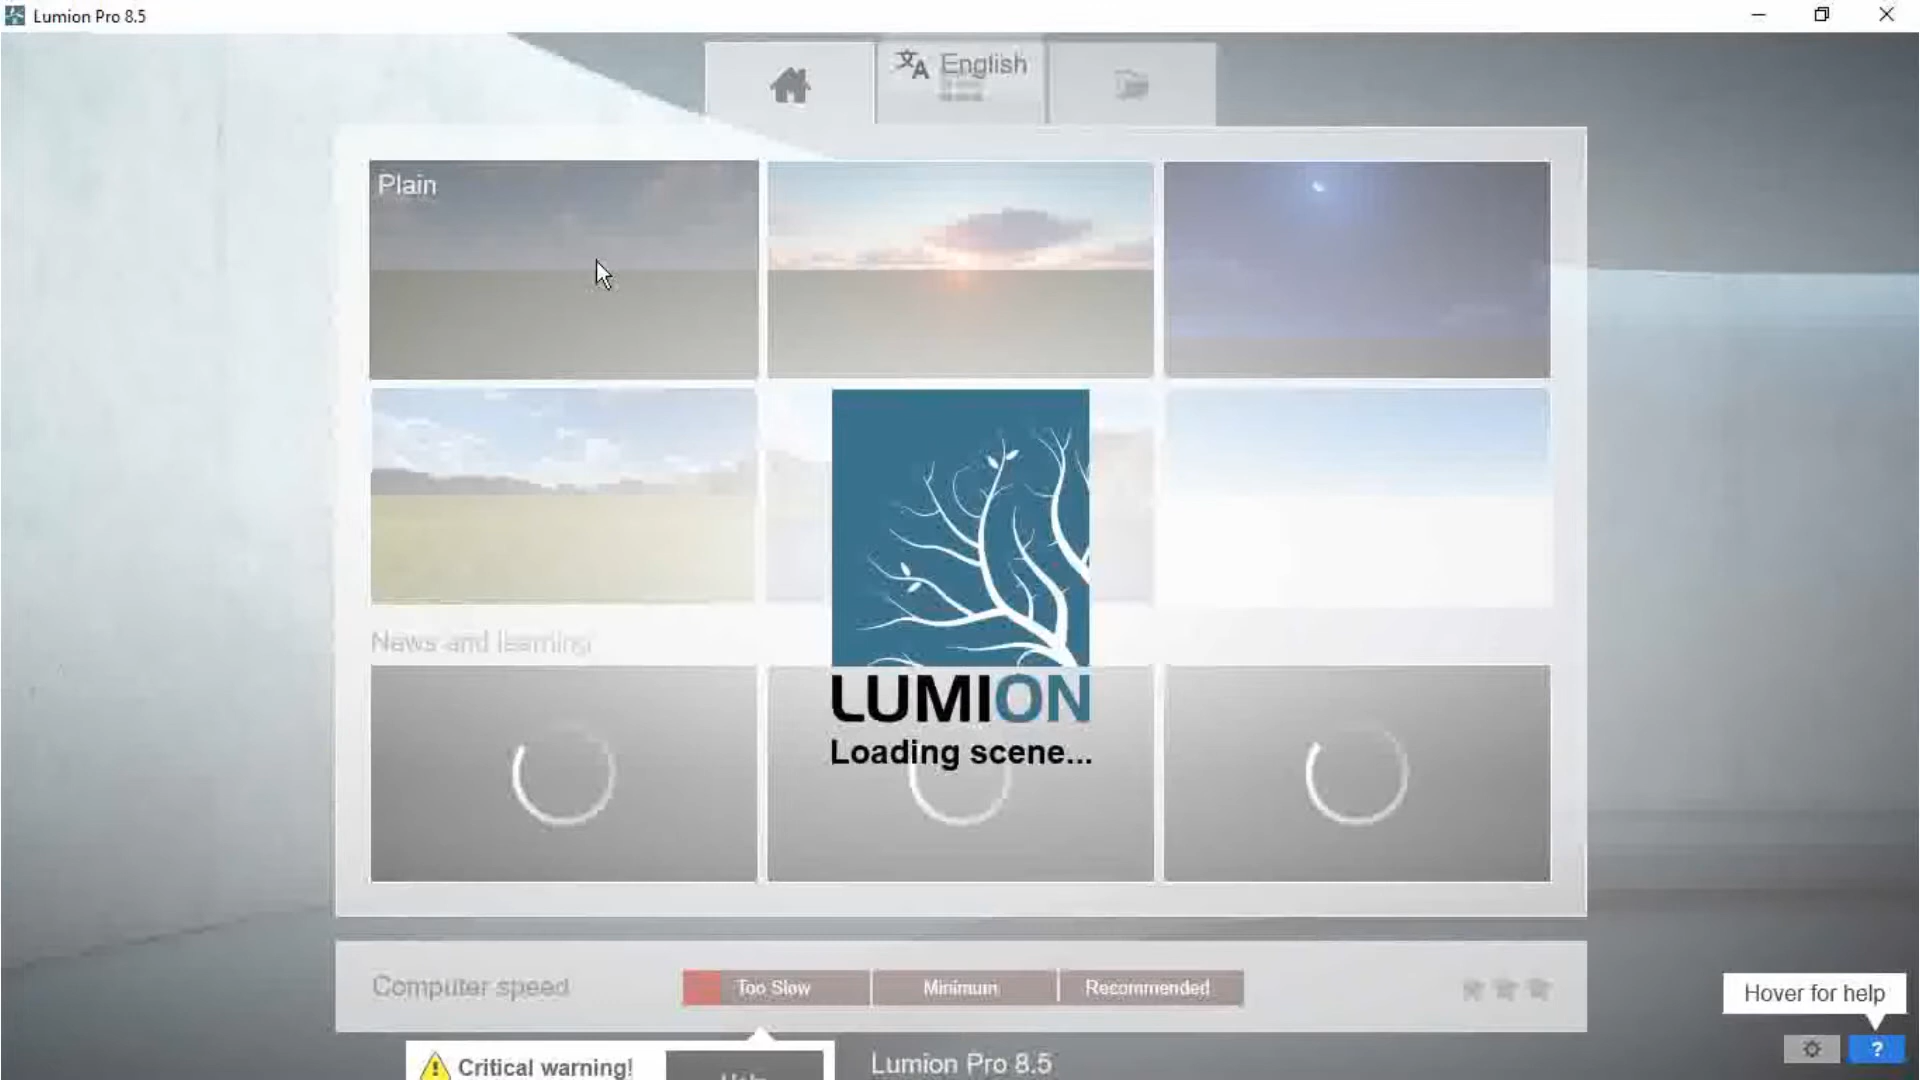 Lumion Pro 8.5
English
Plain
News and learning
LUMION
Loading scene...
Computer speed
Too Slow
Minimum
Recommended
Hover for help
?
Critical warning!
Help
Lumion Pro 8.5